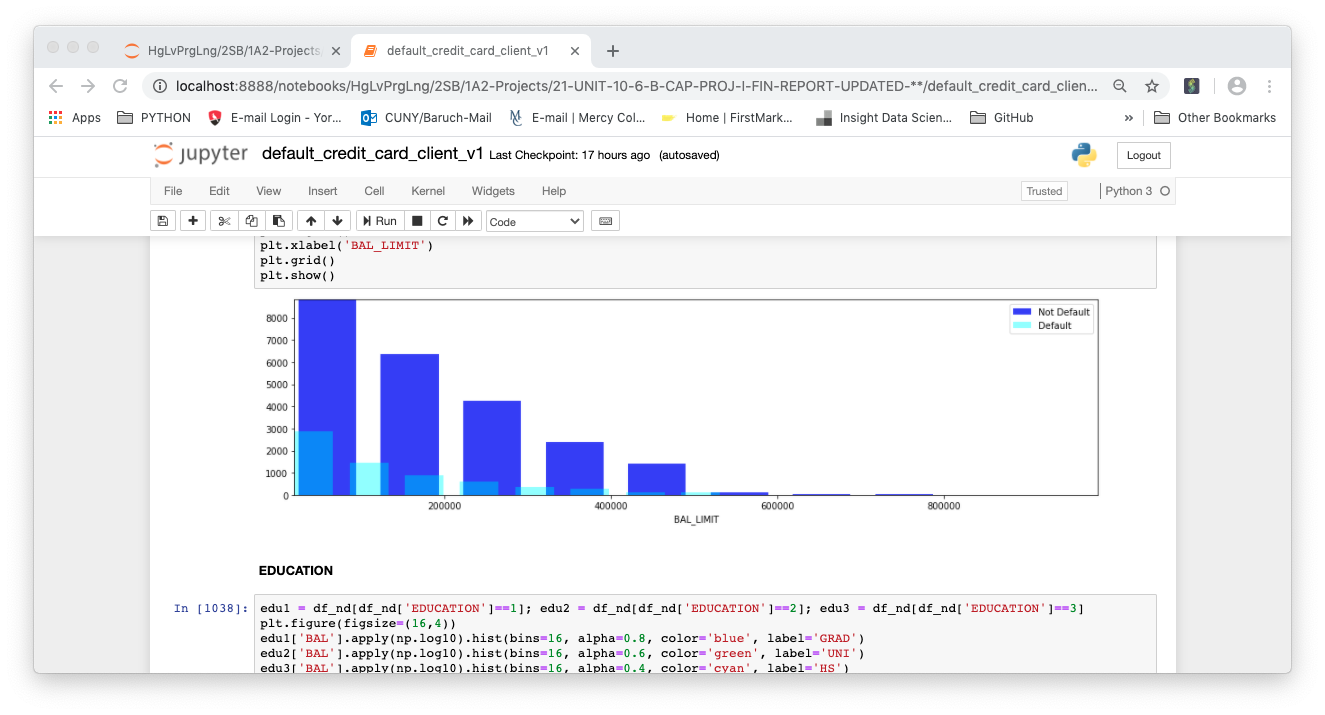 HgLvPrgLng/2SB/1A2-Projects
default_credit_card_client_v1
localhost:8888/notebooks/HgLvPrgLng/2SB/1A2-Projects/21-UNIT-10-6-B-CAP-PROJ-I-FIN-REPORT-UPDATED-**/default_credit_card_clien...
Apps PYTHON E-mail Login - Yor... CUNY/Baruch-Mail E-mail | Mercy Col... Home | FirstMark... Insight Data Scien... GitHub » Other Bookmarks
jupyter default_credit_card_client_v1 Last Checkpoint: 17 hours ago (autosaved)
Logout
File Edit View Insert Cell Kernel Widgets Help
Trusted
Python 3
Run
Code
plt.xlabel('BAL_LIMIT')
plt.grid()
plt.show()
Not Default
Default
8000
7000
6000
5000
4000
3000
2000
1000
0
200000 400000 600000 800000
BAL_LIMIT
EDUCATION
In [1038]:
edu1 = df_nd[df_nd['EDUCATION']==1]; edu2 = df_nd[df_nd['EDUCATION']==2]; edu3 = df_nd[df_nd['EDUCATION']==3]
plt.figure(figsize=(16,4))
edu1['BAL'].apply(np.log10).hist(bins=16, alpha=0.8, color='blue', label='GRAD')
edu2['BAL'].apply(np.log10).hist(bins=16, alpha=0.6, color='green', label='UNI')
edu3['BAL'].apply(np.log10).hist(bins=16, alpha=0.4, color='cyan', label='HS')